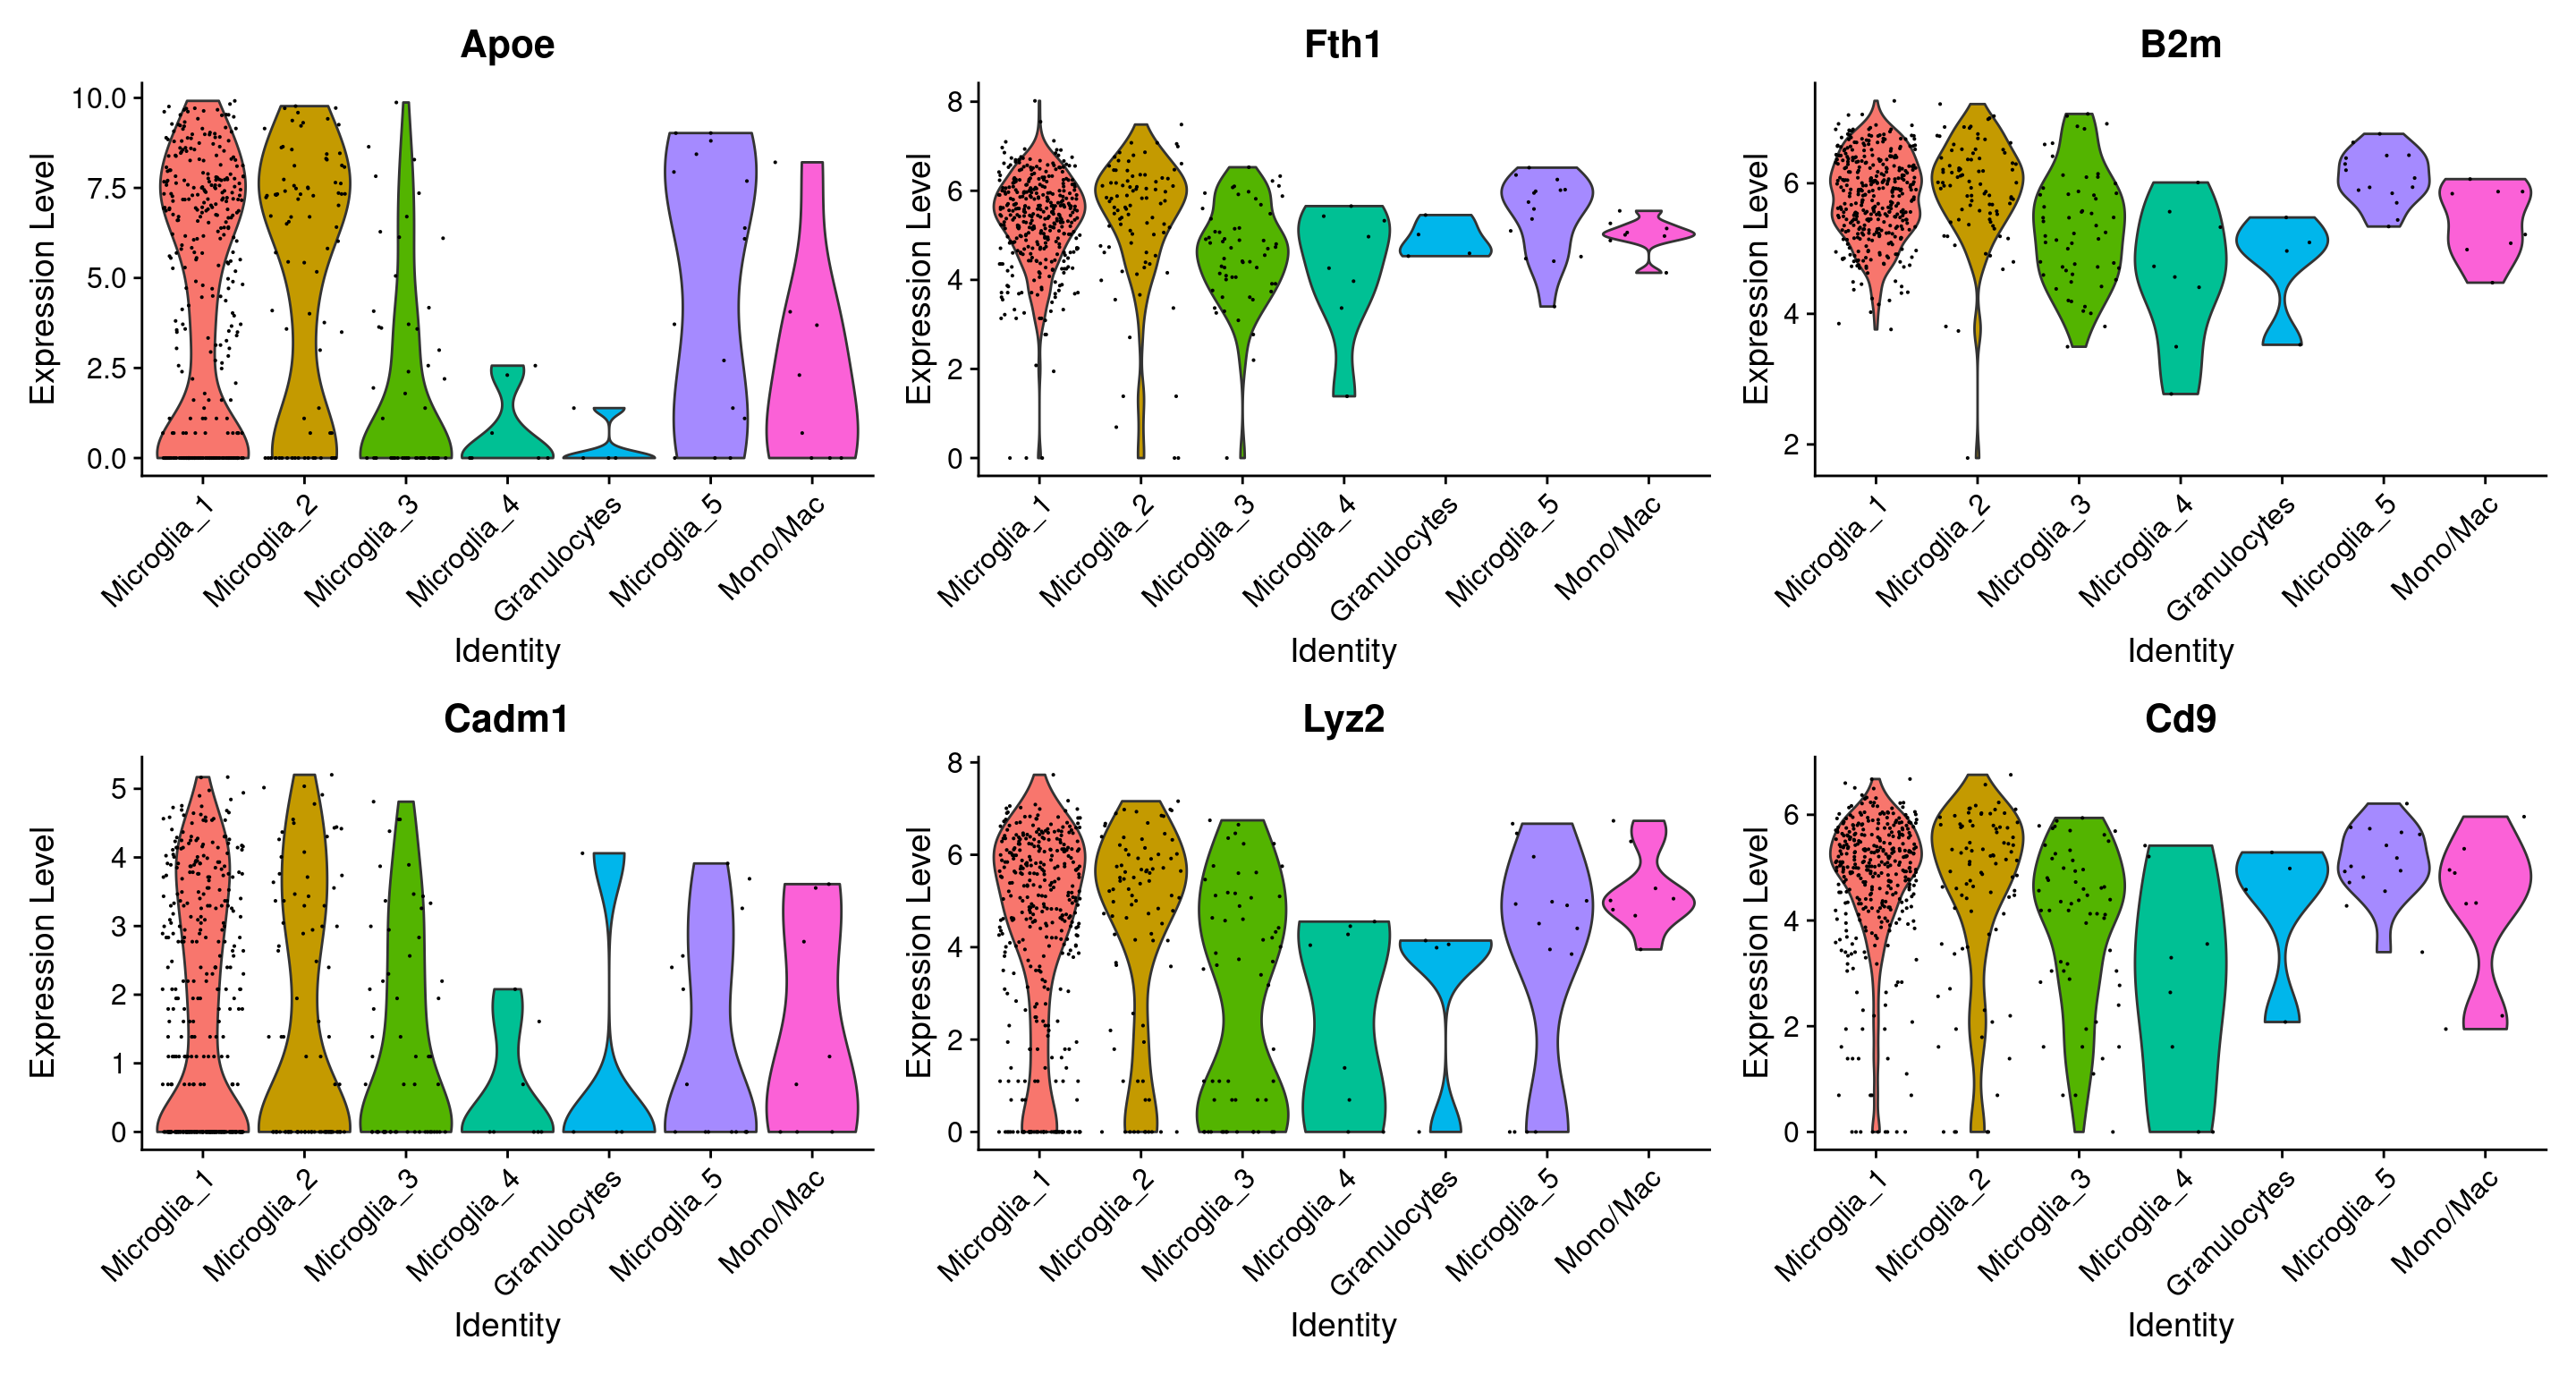 Apoe
Expression Level
10.0
7.5
5.0
2.5
0.0
Microglia_1
Microglia_2
Microglia_3
Microglia_4
Granulocytes
Microglia_5
Mono/Mac
Identity
Fth1
Expression Level
8
6
4
2
0
Microglia_1
Microglia_2
Microglia_3
Microglia_4
Granulocytes
Microglia_5
Mono/Mac
Identity
B2m
Expression Level
6
4
2
Microglia_1
Microglia_2
Microglia_3
Microglia_4
Granulocytes
Microglia_5
Mono/Mac
Identity
Cadm1
Expression Level
5
4
3
2
1
0
Microglia_1
Microglia_2
Microglia_3
Microglia_4
Granulocytes
Microglia_5
Mono/Mac
Identity
Lyz2
Expression Level
8
6
4
2
0
Microglia_1
Microglia_2
Microglia_3
Microglia_4
Granulocytes
Microglia_5
Mono/Mac
Identity
Cd9
Expression Level
6
4
2
0
Microglia_1
Microglia_2
Microglia_3
Microglia_4
Granulocytes
Microglia_5
Mono/Mac
Identity